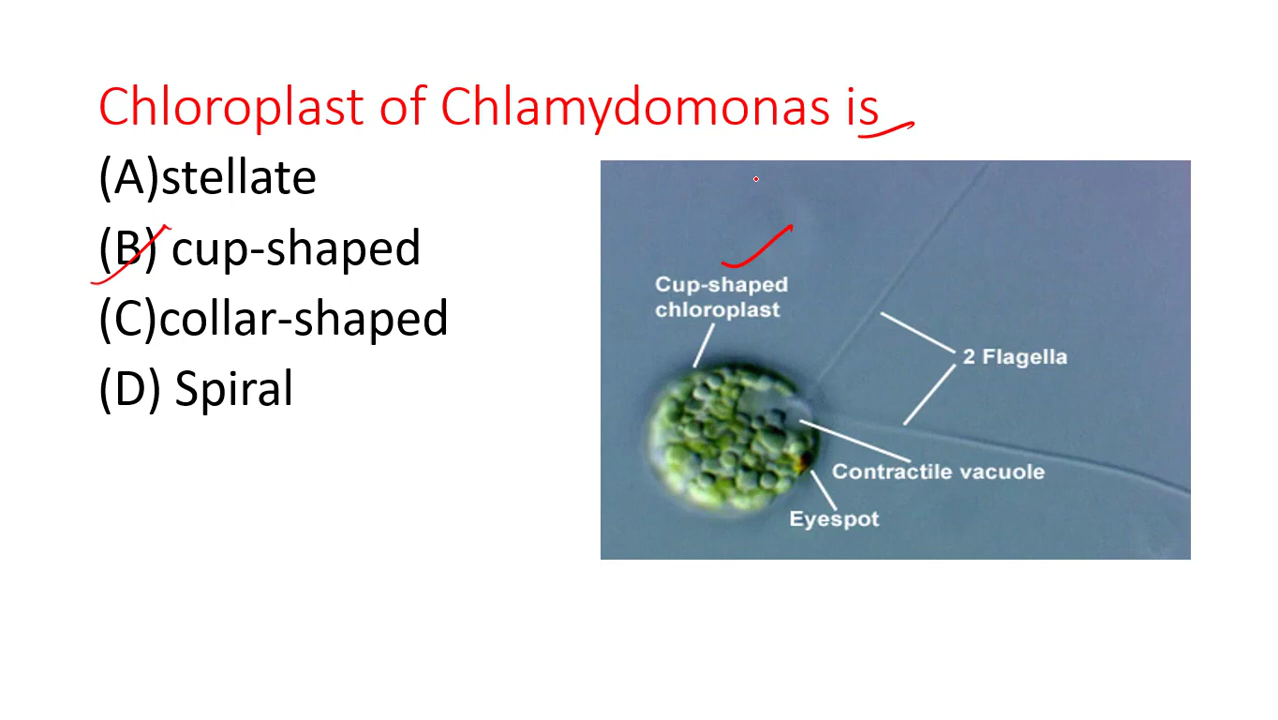 Chloroplast of Chlamydomonas is
(A)stellate
(B) cup-shaped
(C)collar-shaped
(D) Spiral
Cup-shaped
chloroplast
2 Flagella
Contractile vacuole
Eyespot